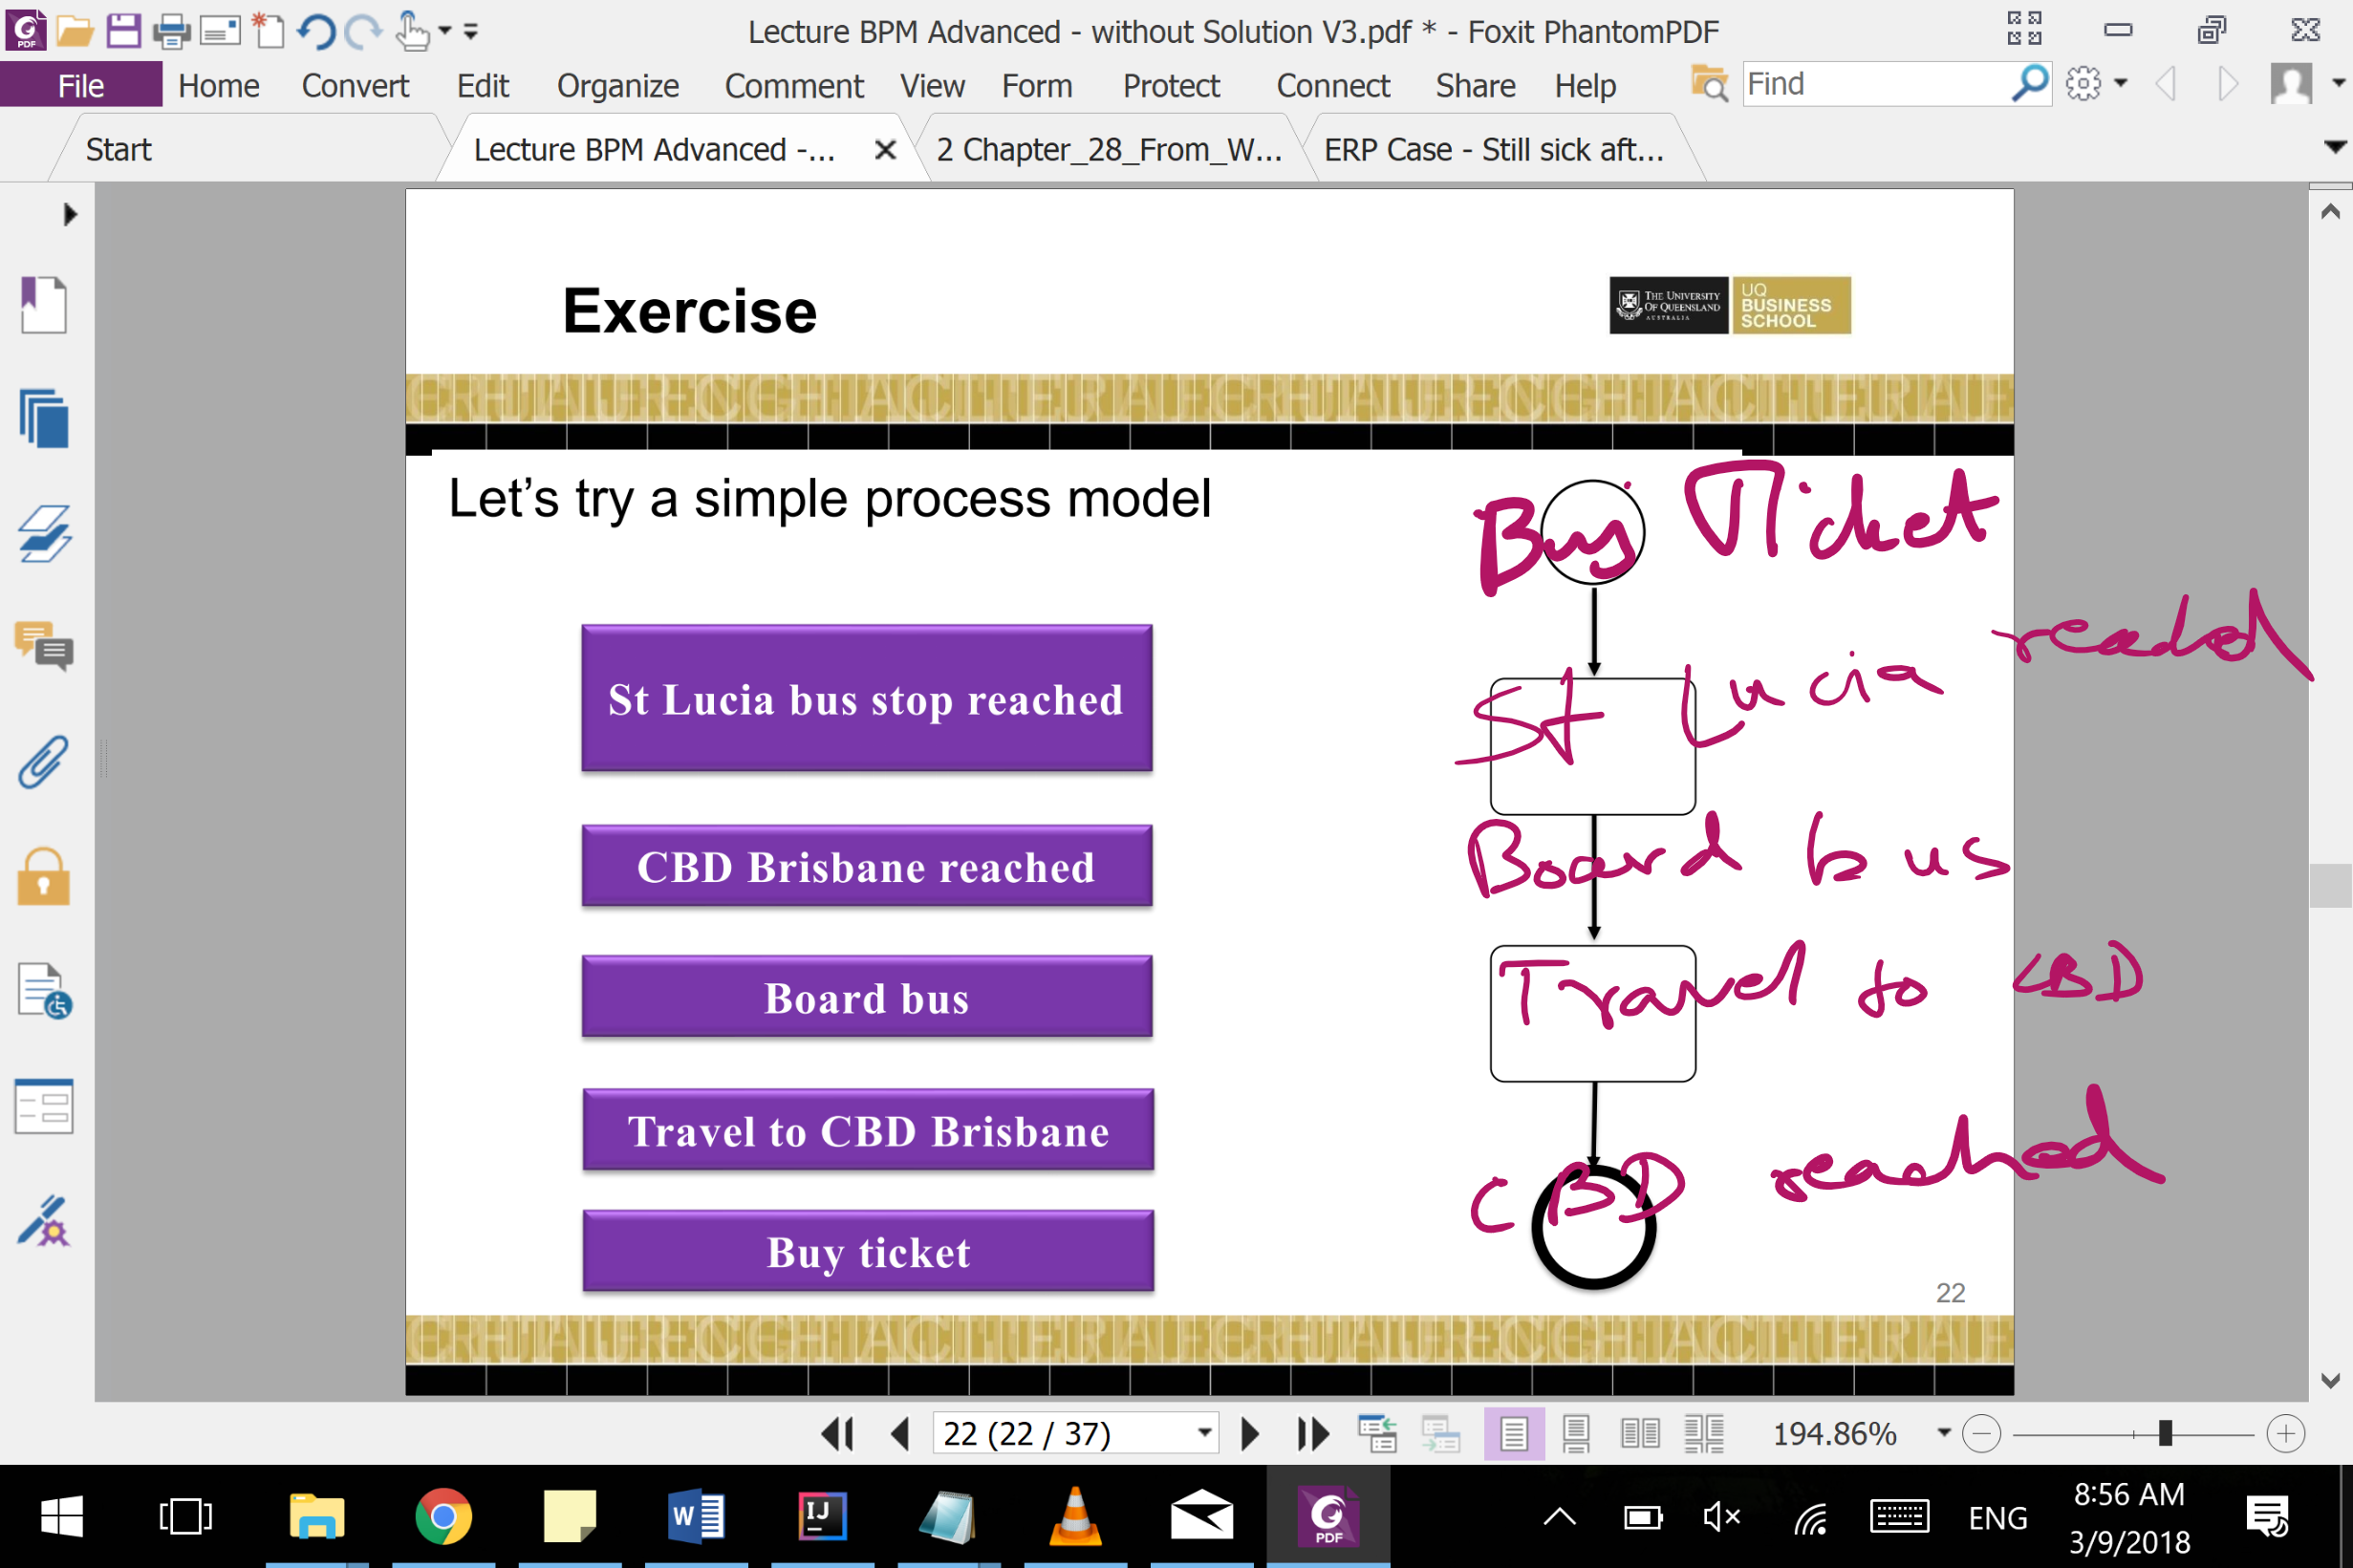 Lecture BPM Advanced - without Solution V3.pdf * - Foxit PhantomPDF
File Home Convert Edit Organize Comment View Form Protect Connect Share Help Find
Start Lecture BPM Advanced -... 2 Chapter_28_From_W... ERP Case - Still sick aft...
Exercise
THE UNIVERSITY
OF QUEENSLAND
AUSTRALIA
UQ
BUSINESS
SCHOOL
Let's try a simple process model
St Lucia bus stop reached
CBD Brisbane reached
Board bus
Travel to CBD Brisbane
Buy ticket
Buy Ticket
St Lucia reached
Board bus
Travel to CBD
CBD reached
22
22 (22 / 37)
194.86%
ENG
8:56 AM
3/9/2018